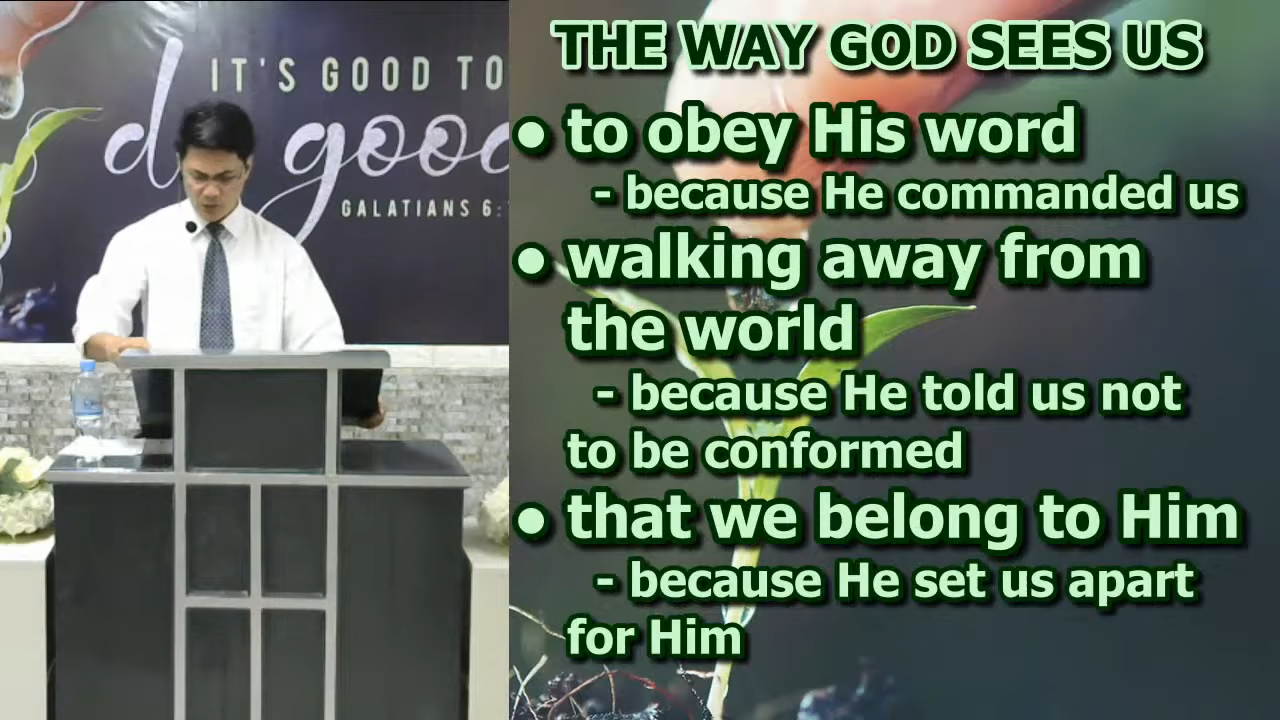 IT'S GOOD TO
do good
GALATIANS 6:
THE WAY GOD SEES US
• to obey His word
- because He commanded us
• walking away from
the world
- because He told us not
to be conformed
• that we belong to Him
- because He set us apart
for Him